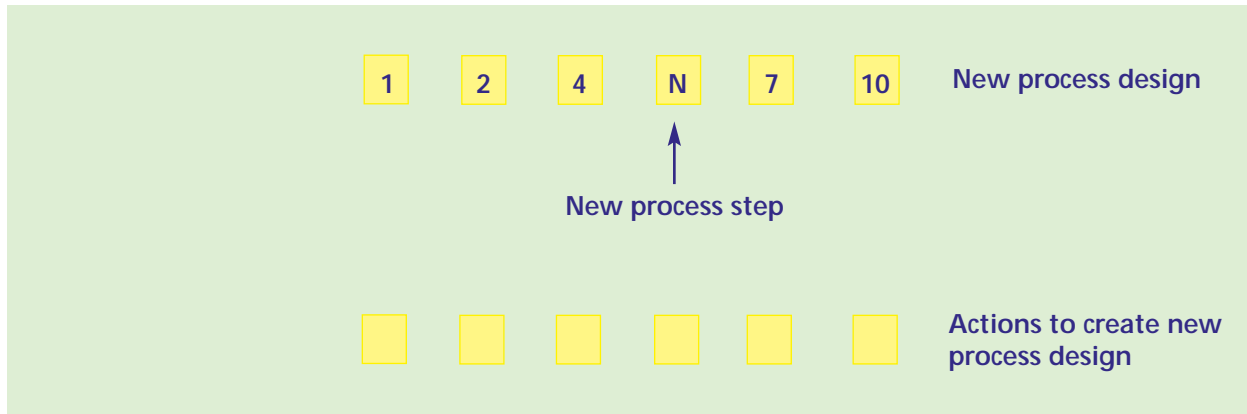 1 2 4 N 7 10 New process design
New process step
Actions to create new
process design